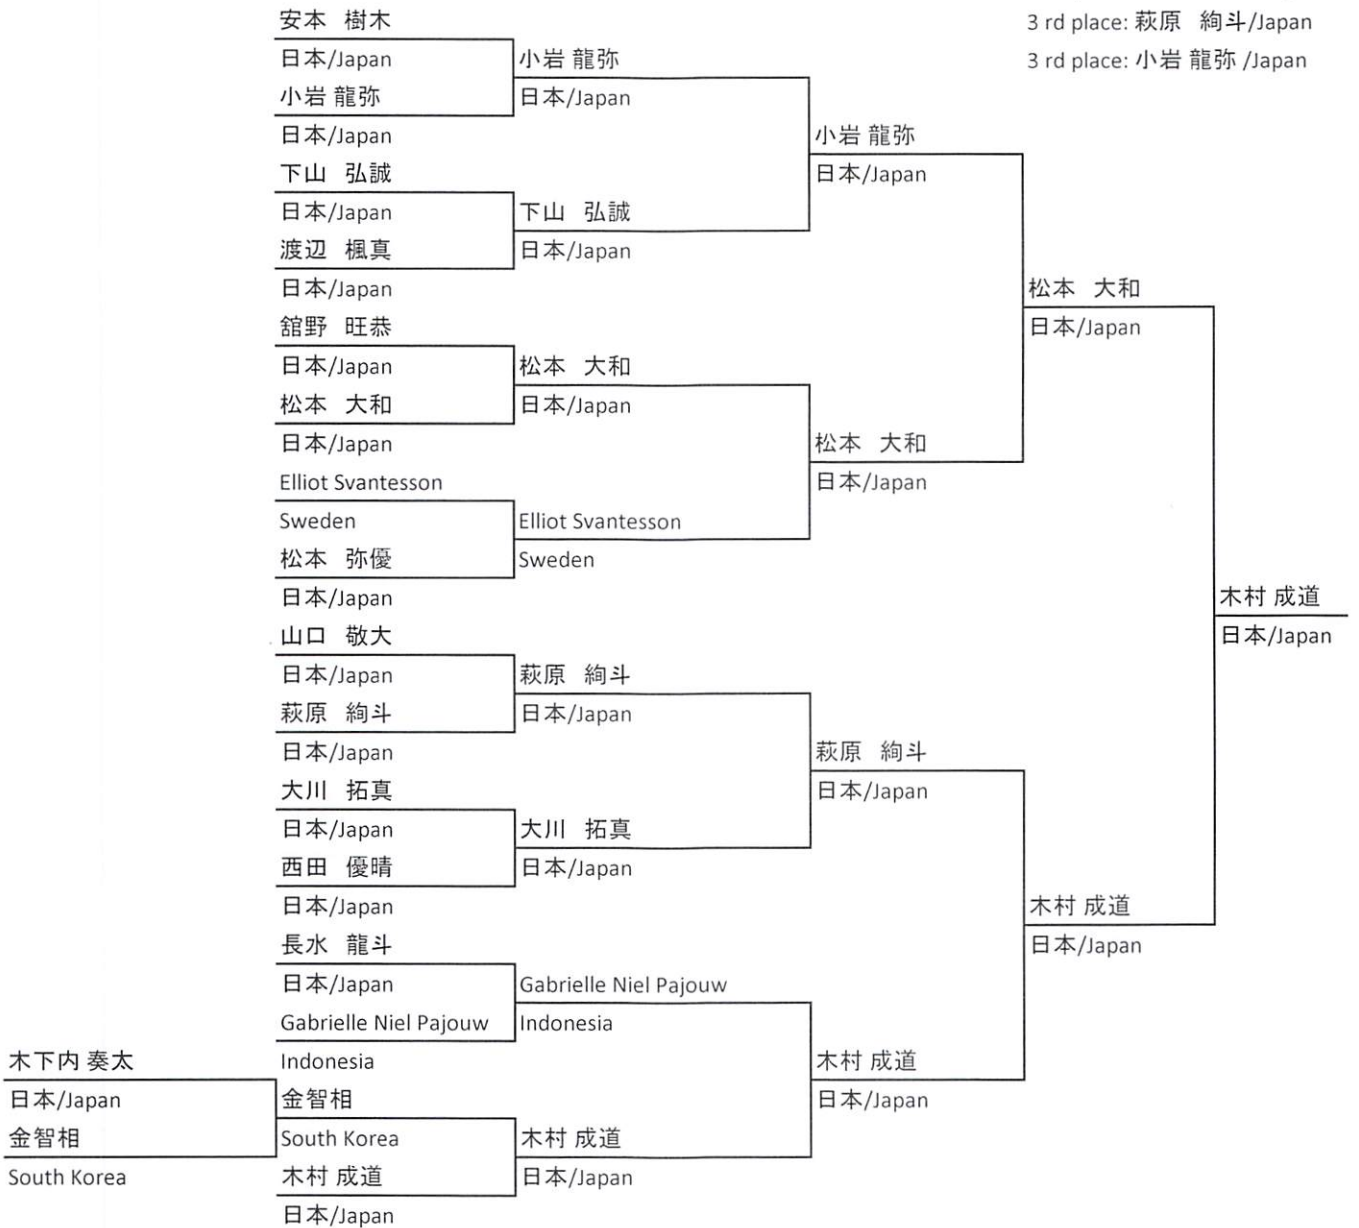 3 rd place: 萩原 絢斗/Japan
3 rd place: 小岩 龍弥 /Japan
安本 樹木
日本/Japan
小岩 龍弥
日本/Japan
下山 弘誠
日本/Japan
渡辺 楓真
日本/Japan
舘野 旺恭
日本/Japan
松本 大和
日本/Japan
Elliot Svantesson
Sweden
松本 弥優
日本/Japan
山口 敬大
日本/Japan
萩原 絢斗
日本/Japan
大川 拓真
日本/Japan
西田 優晴
日本/Japan
長水 龍斗
日本/Japan
Gabrielle Niel Pajouw
Indonesia
木下内 奏太
日本/Japan
金智相
South Korea
金智相
South Korea
木村 成道
日本/Japan
小岩 龍弥
日本/Japan
下山 弘誠
日本/Japan
松本 大和
日本/Japan
Elliot Svantesson
Sweden
萩原 絢斗
日本/Japan
大川 拓真
日本/Japan
Gabrielle Niel Pajouw
Indonesia
木村 成道
日本/Japan
小岩 龍弥
日本/Japan
松本 大和
日本/Japan
萩原 絢斗
日本/Japan
木村 成道
日本/Japan
松本 大和
日本/Japan
木村 成道
日本/Japan
木村 成道
日本/Japan